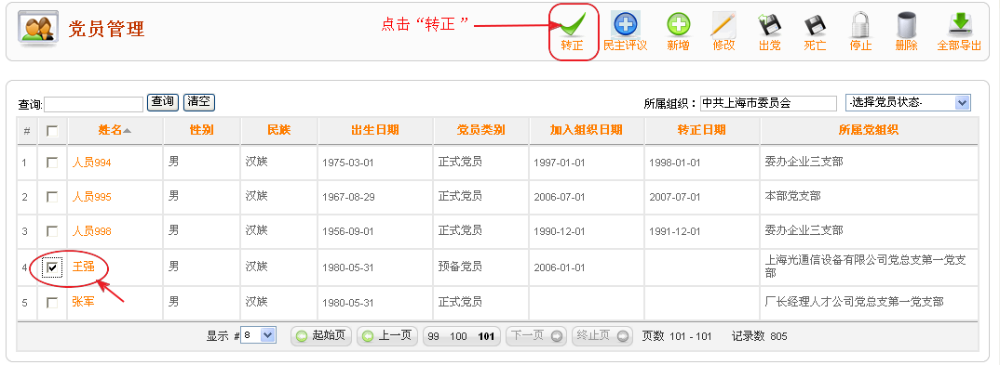 党员管理
点击“转正 ”
转正 民主评议 新增 修改 出党 死亡 停止 删除 全部导出
查询: 查询 清空 所属组织： 中共上海市委员会 -选择党员状态-
# 姓名 性别 民族 出生日期 党员类别 加入组织日期 转正日期 所属党组织
1 人员994 男 汉族 1975-03-01 正式党员 1997-01-01 1998-01-01 委办企业三支部
2 人员995 男 汉族 1967-08-29 正式党员 2006-07-01 2007-07-01 本部党支部
3 人员998 男 汉族 1956-09-01 正式党员 1990-12-01 1991-12-01 委办企业三支部
4 王强 男 汉族 1980-05-31 预备党员 2006-01-01 上海光通信设备有限公司党总支第一党支
部
5 张军 男 汉族 1980-05-31 正式党员 厂长经理人才公司党总支第一党支部
显示 # 8 起始页 上一页 99 100 101 下一页 终止页 页数 101 - 101 记录数 805